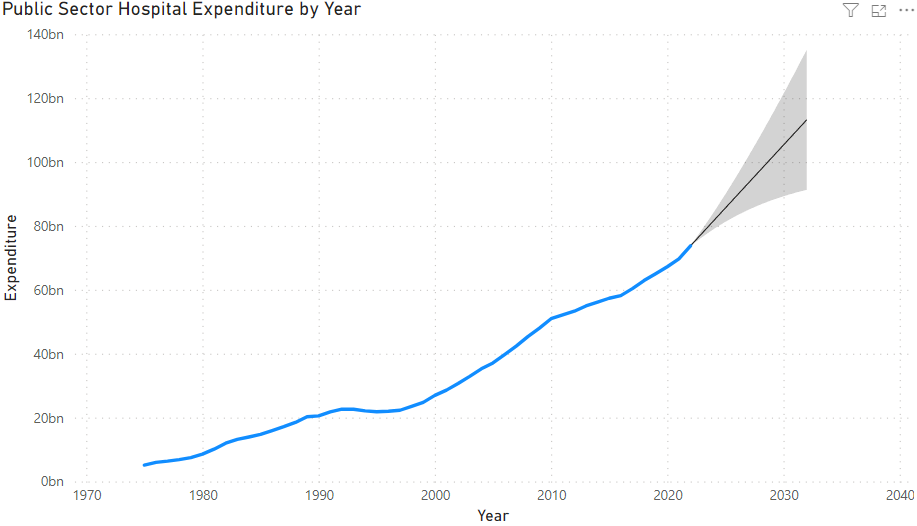 Public Sector Hospital Expenditure by Year
140bn
120bn
100bn
80bn
60bn
40bn
20bn
0bn
Expenditure
1970 1980 1990 2000 2010 2020 2030 2040
Year